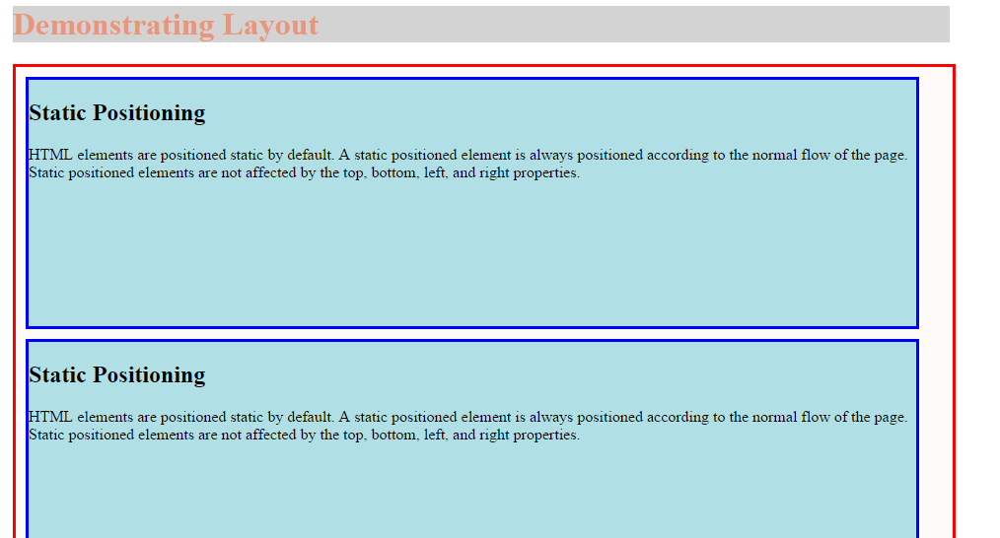 Demonstrating Layout
Static Positioning
HTML elements are positioned static by default. A static positioned element is always positioned according to the normal flow of the page.
Static positioned elements are not affected by the top, bottom, left, and right properties.
Static Positioning
HTML elements are positioned static by default. A static positioned element is always positioned according to the normal flow of the page.
Static positioned elements are not affected by the top, bottom, left, and right properties.